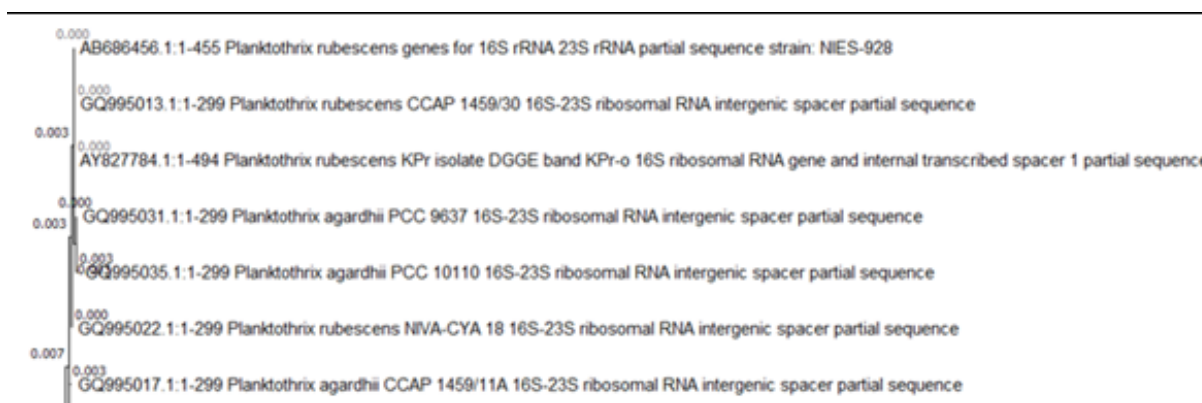 0.000
AB686456.1:1-455 Planktothrix rubescens genes for 16S rRNA 23S rRNA partial sequence strain: NIES-928
0.000
GQ995013.1:1-299 Planktothrix rubescens CCAP 1459/30 16S-23S ribosomal RNA intergenic spacer partial sequence
0.003
0.000
AY827784.1:1-494 Planktothrix rubescens KPr isolate DGGE band KPr-o 16S ribosomal RNA gene and internal transcribed spacer 1 partial sequence
0.000
0.003
GQ995031.1:1-299 Planktothrix agardhii PCC 9637 16S-23S ribosomal RNA intergenic spacer partial sequence
0.003
GQ995035.1:1-299 Planktothrix agardhii PCC 10110 16S-23S ribosomal RNA intergenic spacer partial sequence
0.000
GQ995022.1:1-299 Planktothrix rubescens NIVA-CYA 18 16S-23S ribosomal RNA intergenic spacer partial sequence
0.007
0.003
GQ995017.1:1-299 Planktothrix agardhii CCAP 1459/11A 16S-23S ribosomal RNA intergenic spacer partial sequence